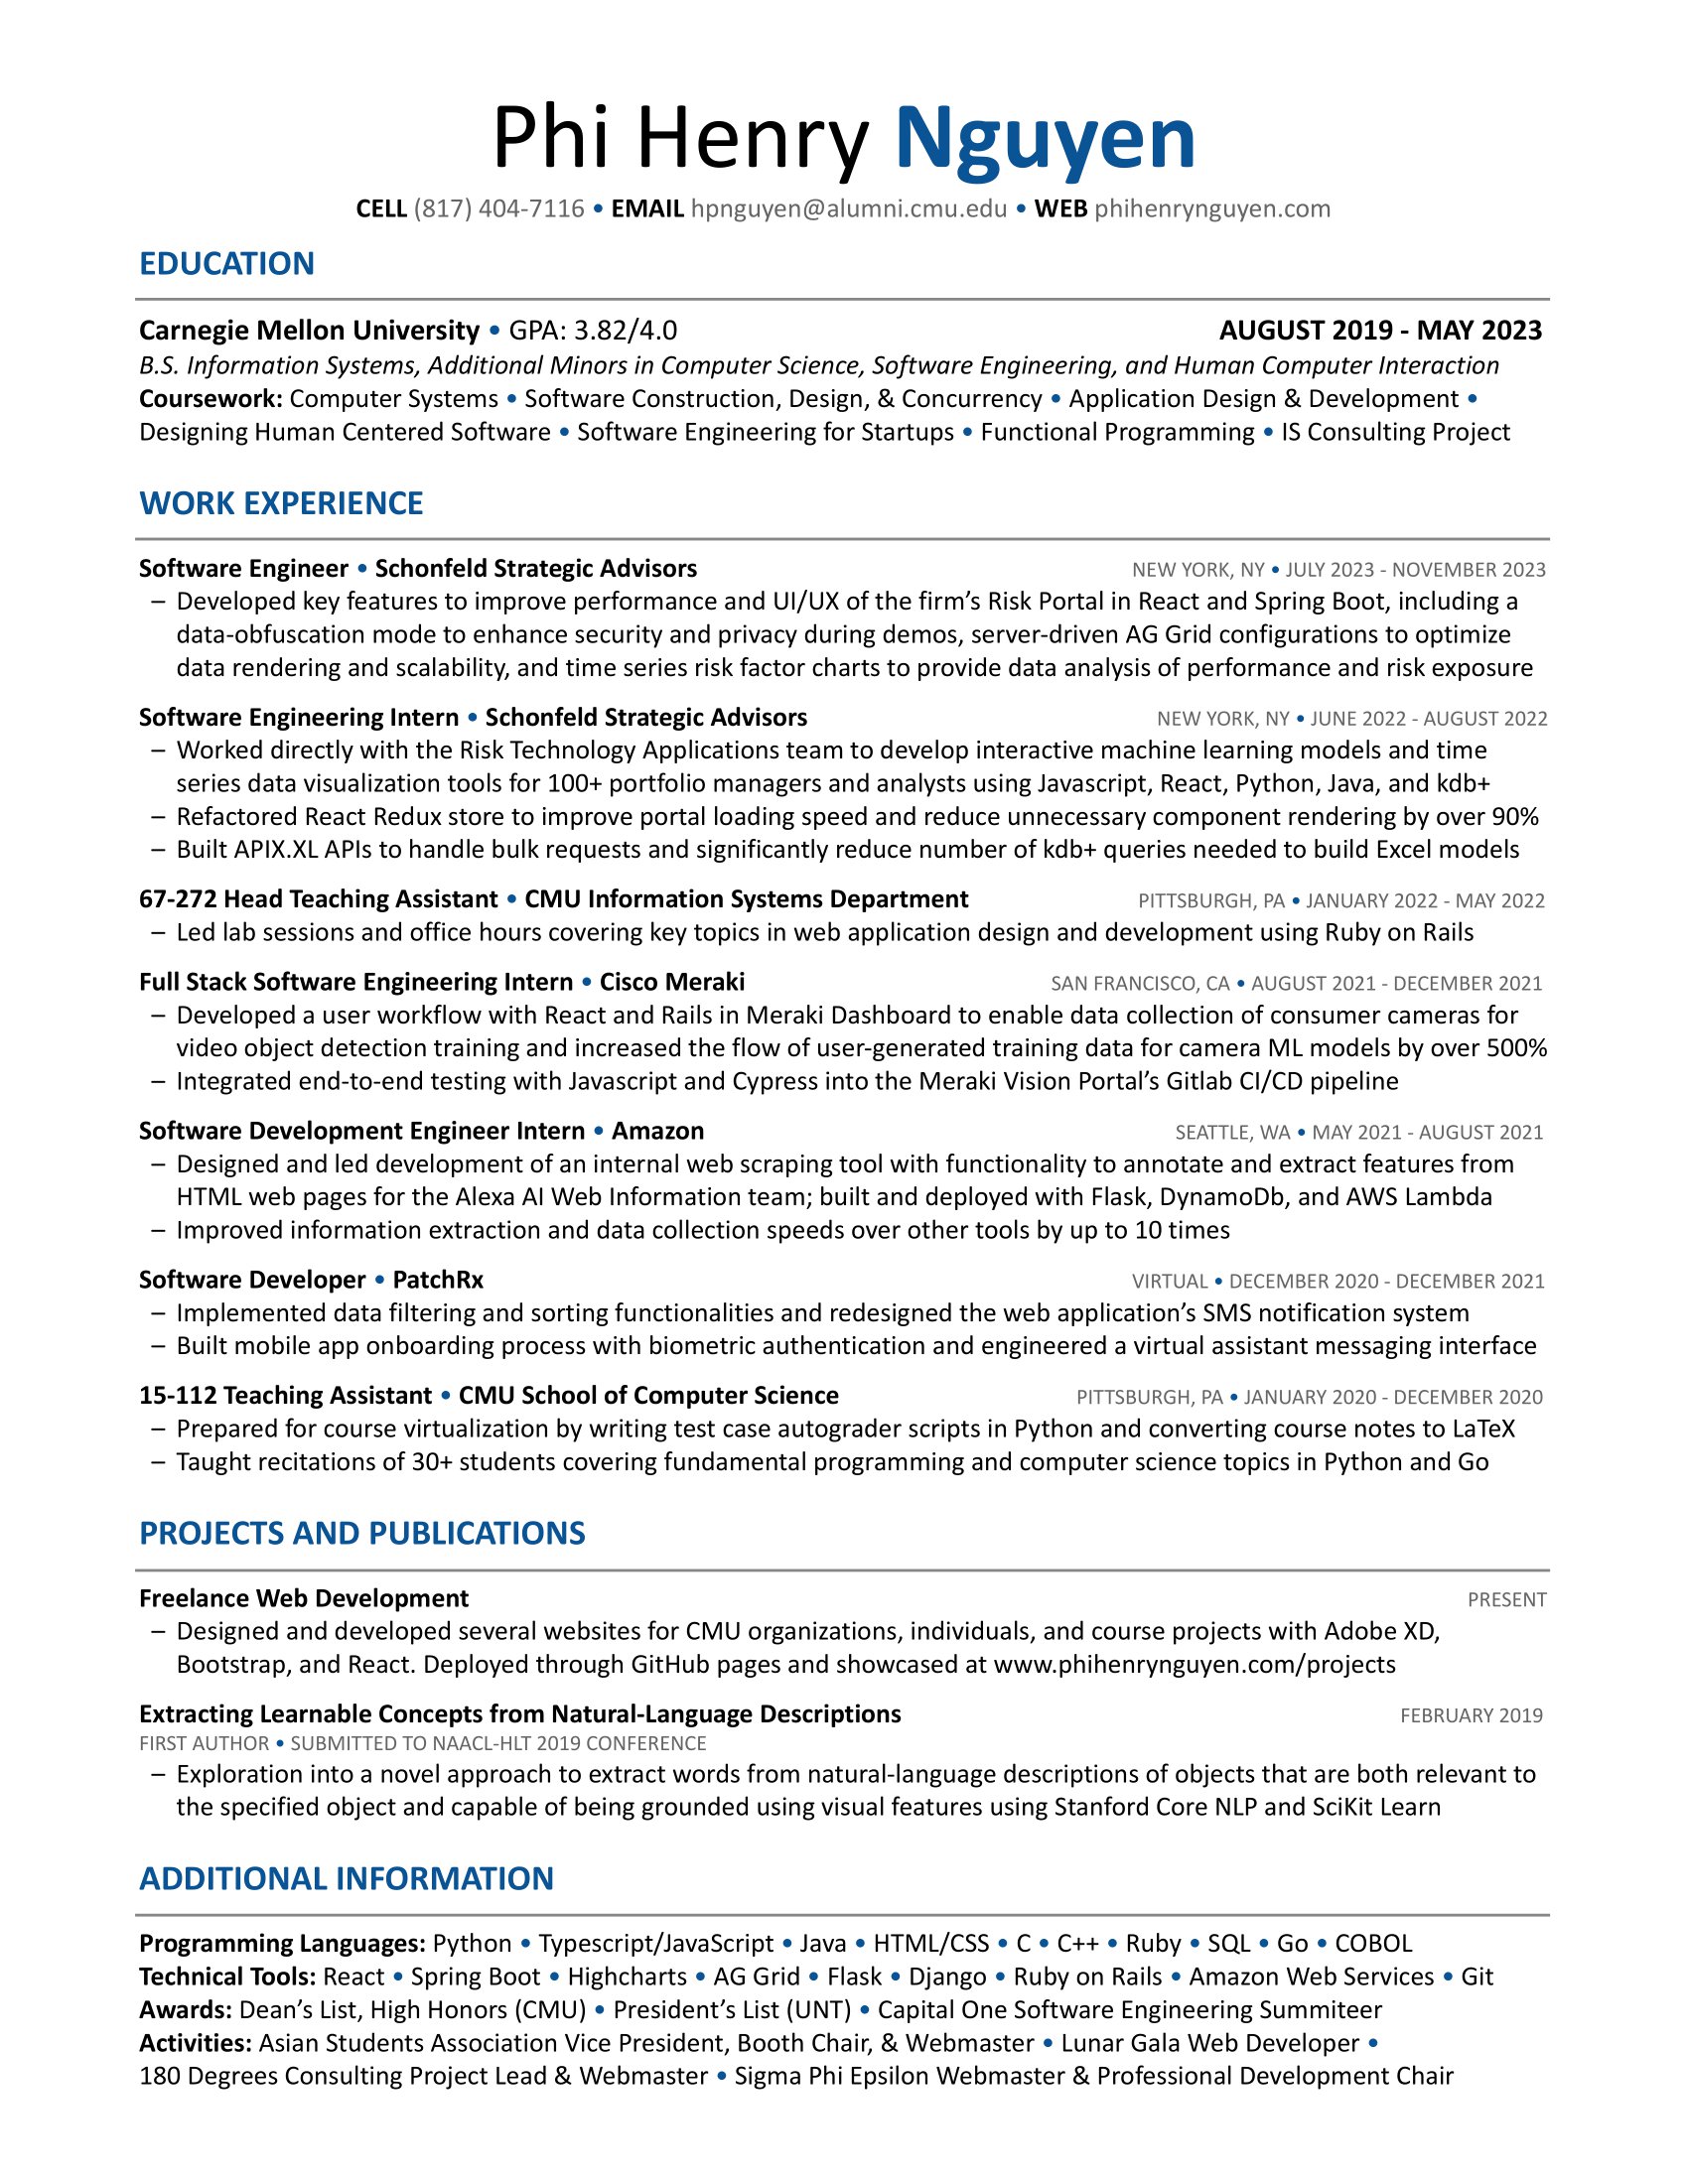 Phi Henry Nguyen
CELL (817) 404-7116 • EMAIL hpnguyen@alumni.cmu.edu • WEB phihenrynguyen.com
EDUCATION
Carnegie Mellon University • GPA: 3.82/4.0 AUGUST 2019 - MAY 2023
B.S. Information Systems, Additional Minors in Computer Science, Software Engineering, and Human Computer Interaction
Coursework: Computer Systems • Software Construction, Design, & Concurrency • Application Design & Development •
Designing Human Centered Software • Software Engineering for Startups • Functional Programming • IS Consulting Project
WORK EXPERIENCE
Software Engineer • Schonfeld Strategic Advisors NEW YORK, NY • JULY 2023 - NOVEMBER 2023
– Developed key features to improve performance and UI/UX of the firm’s Risk Portal in React and Spring Boot, including a
data-obfuscation mode to enhance security and privacy during demos, server-driven AG Grid configurations to optimize
data rendering and scalability, and time series risk factor charts to provide data analysis of performance and risk exposure
Software Engineering Intern • Schonfeld Strategic Advisors NEW YORK, NY • JUNE 2022 - AUGUST 2022
– Worked directly with the Risk Technology Applications team to develop interactive machine learning models and time
series data visualization tools for 100+ portfolio managers and analysts using Javascript, React, Python, Java, and kdb+
– Refactored React Redux store to improve portal loading speed and reduce unnecessary component rendering by over 90%
– Built APIX.XL APIs to handle bulk requests and significantly reduce number of kdb+ queries needed to build Excel models
67-272 Head Teaching Assistant • CMU Information Systems Department PITTSBURGH, PA • JANUARY 2022 - MAY 2022
– Led lab sessions and office hours covering key topics in web application design and development using Ruby on Rails
Full Stack Software Engineering Intern • Cisco Meraki SAN FRANCISCO, CA • AUGUST 2021 - DECEMBER 2021
– Developed a user workflow with React and Rails in Meraki Dashboard to enable data collection of consumer cameras for
video object detection training and increased the flow of user-generated training data for camera ML models by over 500%
– Integrated end-to-end testing with Javascript and Cypress into the Meraki Vision Portal’s Gitlab CI/CD pipeline
Software Development Engineer Intern • Amazon SEATTLE, WA • MAY 2021 - AUGUST 2021
– Designed and led development of an internal web scraping tool with functionality to annotate and extract features from
HTML web pages for the Alexa AI Web Information team; built and deployed with Flask, DynamoDb, and AWS Lambda
– Improved information extraction and data collection speeds over other tools by up to 10 times
Software Developer • PatchRx VIRTUAL • DECEMBER 2020 - DECEMBER 2021
– Implemented data filtering and sorting functionalities and redesigned the web application’s SMS notification system
– Built mobile app onboarding process with biometric authentication and engineered a virtual assistant messaging interface
15-112 Teaching Assistant • CMU School of Computer Science PITTSBURGH, PA • JANUARY 2020 - DECEMBER 2020
– Prepared for course virtualization by writing test case autograder scripts in Python and converting course notes to LaTeX
– Taught recitations of 30+ students covering fundamental programming and computer science topics in Python and Go
PROJECTS AND PUBLICATIONS
Freelance Web Development PRESENT
– Designed and developed several websites for CMU organizations, individuals, and course projects with Adobe XD,
Bootstrap, and React. Deployed through GitHub pages and showcased at www.phihenrynguyen.com/projects
Extracting Learnable Concepts from Natural-Language Descriptions FEBRUARY 2019
FIRST AUTHOR • SUBMITTED TO NAACL-HLT 2019 CONFERENCE
– Exploration into a novel approach to extract words from natural-language descriptions of objects that are both relevant to
the specified object and capable of being grounded using visual features using Stanford Core NLP and SciKit Learn
ADDITIONAL INFORMATION
Programming Languages: Python • Typescript/JavaScript • Java • HTML/CSS • C • C++ • Ruby • SQL • Go • COBOL
Technical Tools: React • Spring Boot • Highcharts • AG Grid • Flask • Django • Ruby on Rails • Amazon Web Services • Git
Awards: Dean’s List, High Honors (CMU) • President’s List (UNT) • Capital One Software Engineering Summiteer
Activities: Asian Students Association Vice President, Booth Chair, & Webmaster • Lunar Gala Web Developer •
180 Degrees Consulting Project Lead & Webmaster • Sigma Phi Epsilon Webmaster & Professional Development Chair